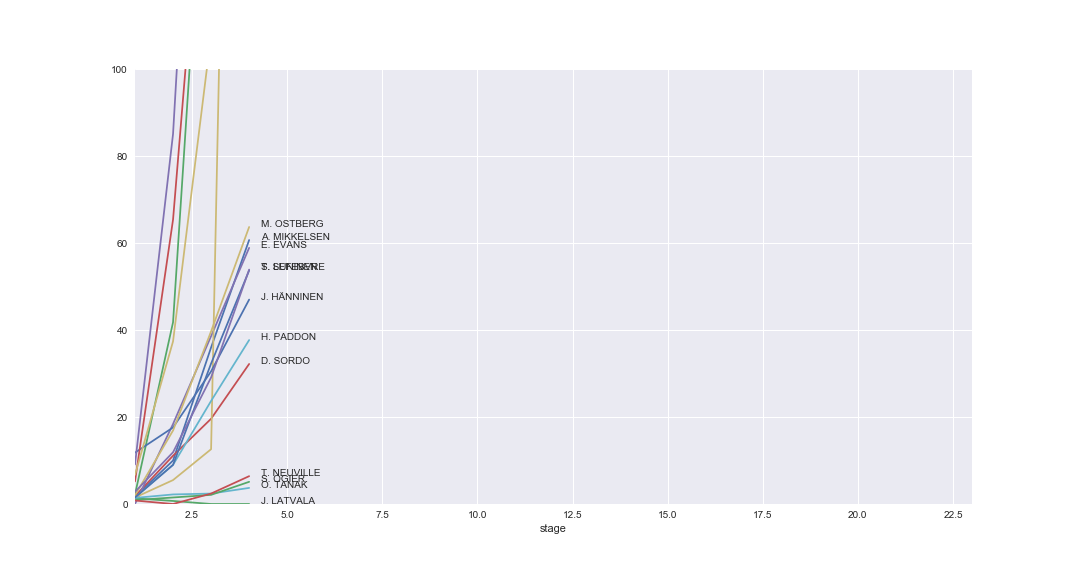 100
80
60
40
20
0
M. OSTBERG
A. MIKKELSEN
E. EVANS
J. HÄNNINEN
H. PADDON
D. SORDO
T. NEUVILLE
S. OGIER
O. TANAK
J. LATVALA
2.5 5.0 7.5 10.0 12.5 15.0 17.5 20.0 22.5
stage